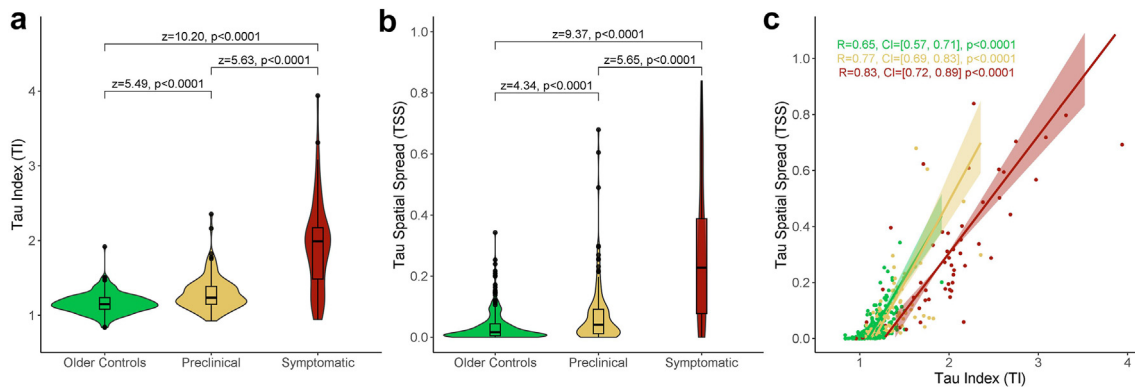 a
z=10.20, p<0.0001
z=5.63, p<0.0001
z=5.49, p<0.0001
Tau Index (TI)
4
3
2
1
Older Controls
Preclinical
Symptomatic
b
z=9.37, p<0.0001
z=5.65, p<0.0001
z=4.34, p<0.0001
Tau Spatial Spread (TSS)
1.0
0.8
0.6
0.4
0.2
0.0
Older Controls
Preclinical
Symptomatic
c
R=0.65, CI=[0.57, 0.71], p<0.0001
R=0.77, CI=[0.69, 0.83], p<0.0001
R=0.83, CI=[0.72, 0.89] p<0.0001
Tau Spatial Spread (TSS)
1.0
0.8
0.6
0.4
0.2
0.0
1
2
3
4
Tau Index (TI)